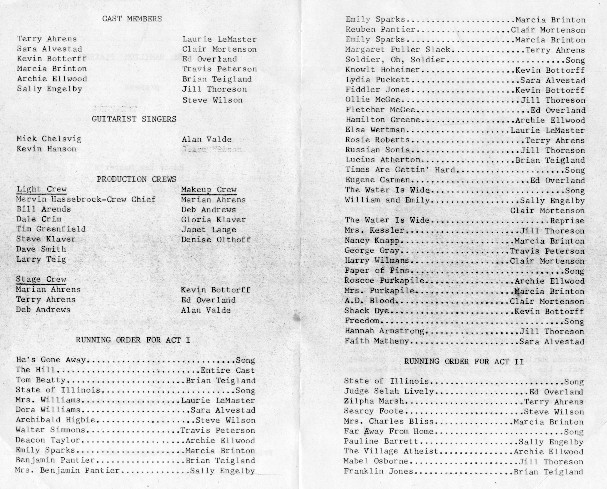 CAST MEMBERS
Terry Ahrens Laurie LeMaster
Sara Alvestad Clair Mortenson
Kevin Bottorff Ed Overland
Marcia Brinton Travis Peterson
Archie Ellwood Brian Teigland
Sally Engelby Jill Thoreson
Steve Wilson
GUITARIST SINGERS
Mick Chelsvig Alan Valde
Kevin Hanson
PRODUCTION CREWS
Light Crew Makeup Crew
Mervin Hassebrock-Crew Chief Marian Ahrens
Bill Arends Deb Andrews
Dale Crim Gloria Klaver
Tim Greenfield Janet Lange
Steve Klaver Denise Olthoff
Dave Smith
Larry Teig
Stage Crew
Marian Ahrens Kevin Bottorff
Terry Ahrens Ed Overland
Deb Andrews Alan Valde
RUNNING ORDER FOR ACT I
He's Gone Away............................Song
The Hill...........................Entire Cast
Tom Beatty......................Brian Teigland
State of Illinois.........................Song
Mrs. Williams...................Laurie LeMaster
Dora Williams.....................Sara Alvestad
Archibald Higbie...................Steve Wilson
Walter Simmons.................Travis Peterson
Deacon Taylor....................Archie Ellwood
Emily Sparks.....................Marcia Brinton
Benjamin Pantier.................Brian Teigland
Mrs. Benjamin Pantier.............Sally Engelby
Emily Sparks.....................Marcia Brinton
Reuben Pantier..................Clair Mortenson
Emily Sparks.....................Marcia Brinton
Margaret Fuller Slack..............Terry Ahrens
Soldier, Oh, Soldier.......................Song
Knowlt Hoheimer..................Kevin Bottorff
Lydia Puckett.....................Sara Alvestad
Fiddler Jones....................Kevin Bottorff
Ollie McGee.......................Jill Thoreson
Fletcher McGee......................Ed Overland
Hamilton Greene..................Archie Ellwood
Elsa Wertman....................Laurie LeMaster
Rosie Roberts......................Terry Ahrens
Russian Sonia.....................Jill Thoreson
Lucius Atherton..................Brian Teigland
Times Are Gettin' Hard.....................Song
Eugene Carmen.......................Ed Overland
The Water Is Wide..........................Song
William and Emily.................Sally Engelby
Clair Mortenson
The Water Is Wide.......................Reprise
Mrs. Kessler......................Jill Thoreson
Nancy Knapp......................Marcia Brinton
George Gray.....................Travis Peterson
Harry Wilmans...................Clair Mortenson
Paper of Pins..............................Song
Roscoe Purkapile.................Archie Ellwood
Mrs. Purkapile...................Marcia Brinton
A.D. Blood......................Clair Mortenson
Shack Dye........................Kevin Bottorff
Freedom....................................Song
Hannah Armstrong..................Jill Thoreson
Faith Matheny.....................Sara Alvestad
RUNNING ORDER FOR ACT II
State of Illinois..........................Song
Judge Selah Lively..................Ed Overland
Zilpha Marsh.......................Terry Ahrens
Searcy Foote.......................Steve Wilson
Mrs. Charles Bliss...............Marcia Brinton
Far Away From Home.........................Song
Pauline Barrett...................Sally Engelby
The Village Atheist..............Archie Ellwood
Mabel Osborne.....................Jill Thoreson
Franklin Jones...................Brian Teigland